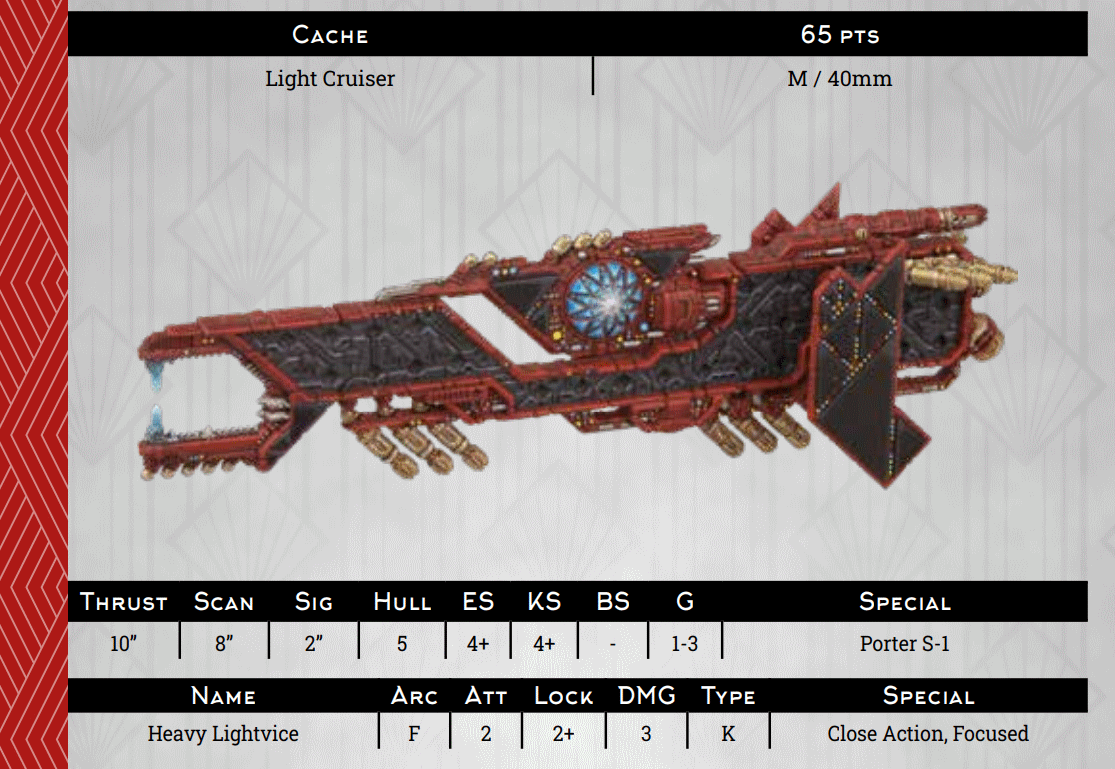 Cache 65 pts
Light Cruiser M / 40mm
Thrust Scan Sig Hull ES KS BS G Special
10” 8” 2” 5 4+ 4+ - 1-3 Porter S-1
Name Arc Att Lock DMG Type Special
Heavy Lightvice F 2 2+ 3 K Close Action, Focused